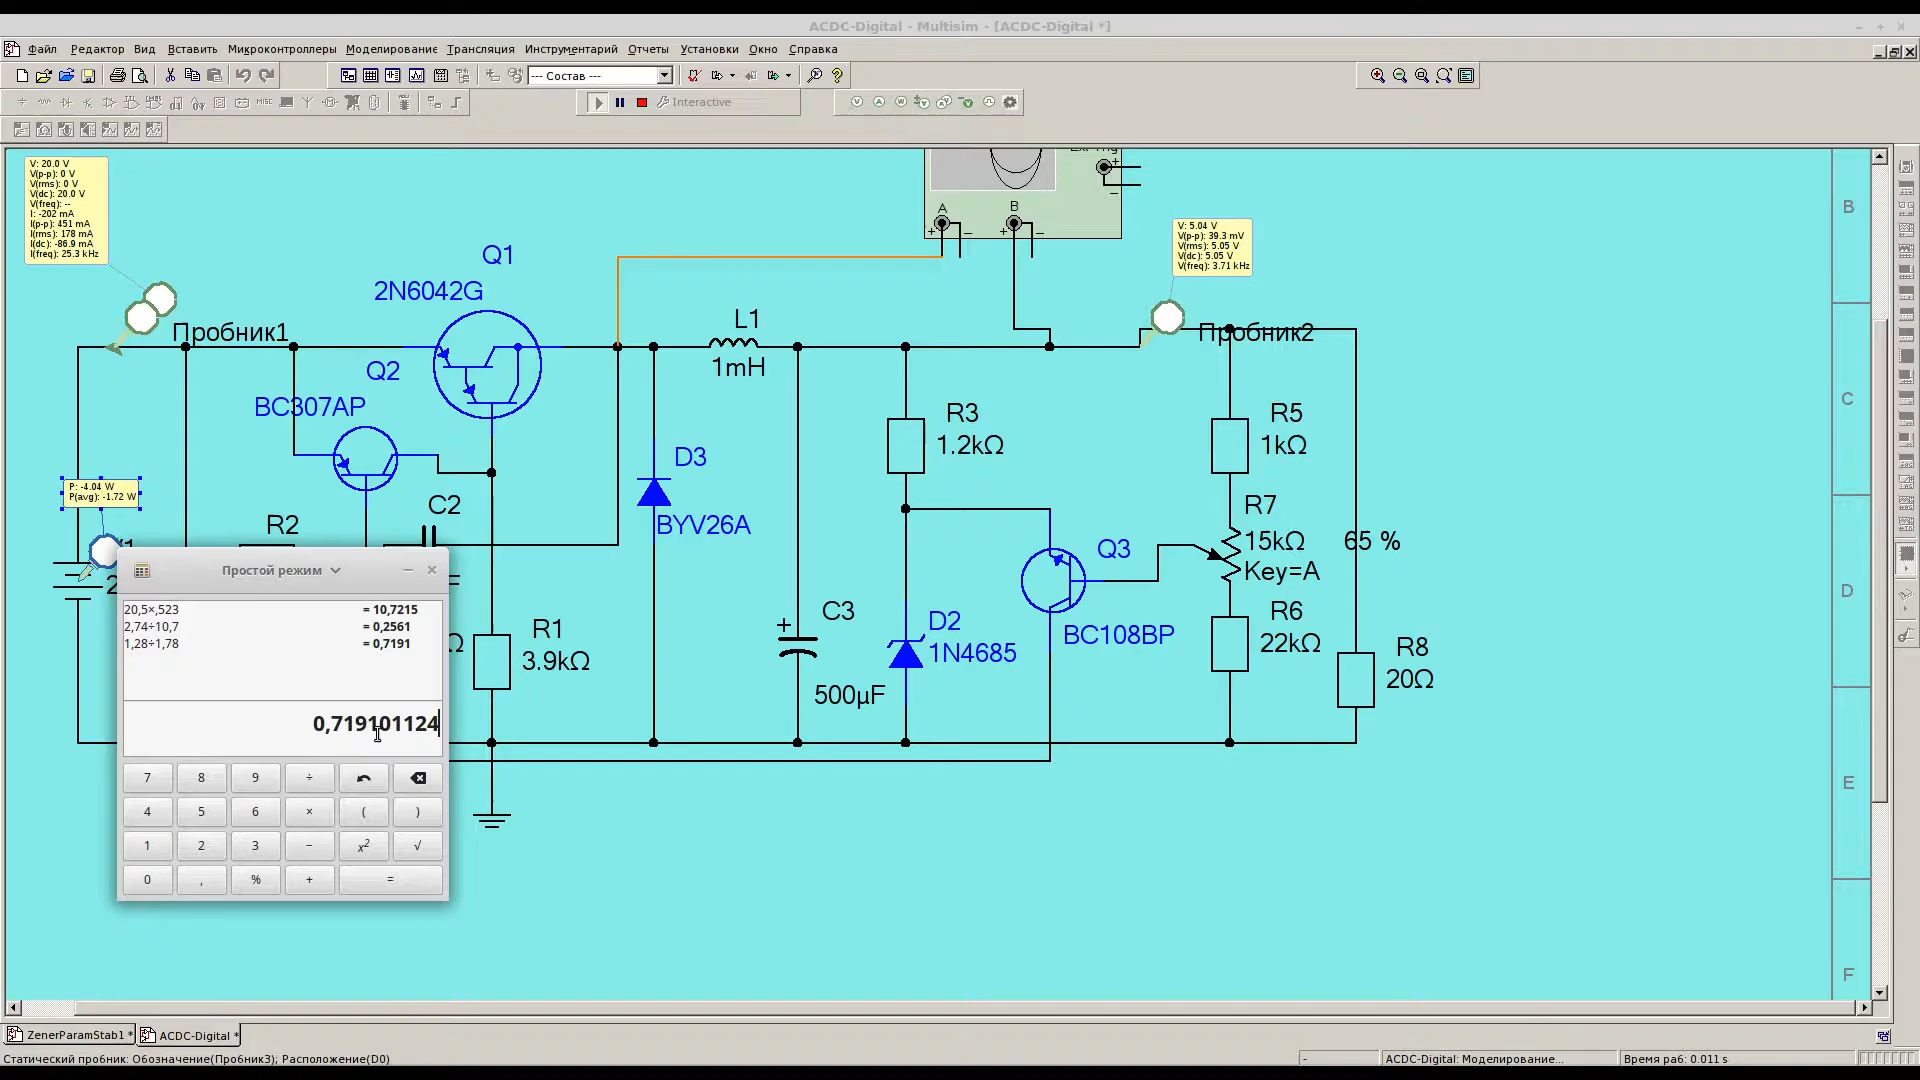 ACDC-Digital - Multisim - [ACDC-Digital *]
Файл Редактор Вид Вставить Микроконтроллеры Моделирование Трансляция Инструментарий Отчеты Установки Окно Справка
--- Состав ---
Interactive
V: 20.0 V
V(p-p): 0 V
V(rms): 0 V
V(dc): 20.0 V
V(freq): --
I: -202 mA
I(p-p): 451 mA
I(rms): 178 mA
I(dc): -86.9 mA
I(freq): 25.3 kHz
A
B
V: 5.04 V
V(p-p): 39.3 mV
V(rms): 5.05 V
V(dc): 5.05 V
V(freq): 3.71 kHz
B
Q1
2N6042G
Пробник1
L1
1mH
Пробник2
Q2
BC307AP
C
R3
1.2kΩ
R5
1kΩ
D3
BYV26A
P: -4.04 W
P(avg): -1.72 W
C2
R2
R7
15kΩ
65 %
Key=A
Q3
BC108BP
D
Простой режим
20,5×,523 = 10,7215
2,74÷10,7 = 0,2561
1,28÷1,78 = 0,7191
0,719101124
7 8 9 ÷
4 5 6 × ( )
1 2 3 − x² √
0 , % + =
R1
3.9kΩ
C3
500µF
D2
1N4685
R6
22kΩ
R8
20Ω
E
F
ZenerParamStab1 * ACDC-Digital *
Статический пробник: Обозначение(Пробник3); Расположение(D0)
- ACDC-Digital: Моделирование... Время раб: 0.011 s